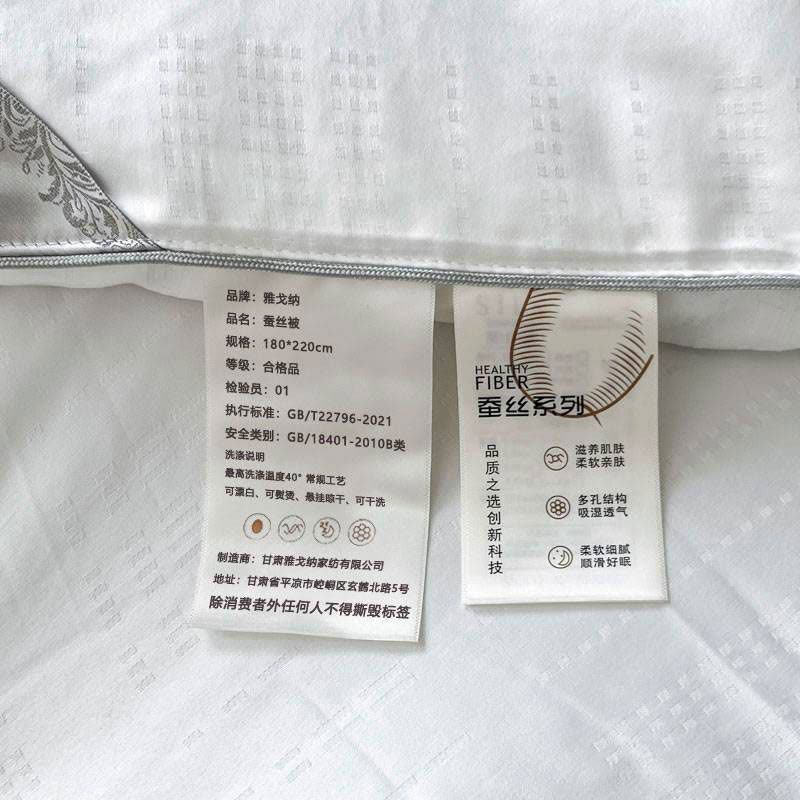 品牌：雅戈纳
品名：蚕丝被
规格：180*220cm
等级：合格品
检验员：01
执行标准：GB/T22796-2021
安全类别：GB/18401-2010B类
洗涤说明
最高洗涤温度40° 常规工艺
可漂白、可熨烫、悬挂晾干、可干洗
制造商：甘肃雅戈纳家纺有限公司
地址：甘肃省平凉市崆峒区玄鹤北路5号
除消费者外任何人不得撕毁标签
HEALTHY
FIBER
蚕丝系列
品质之选创新科技
滋养肌肤
柔软亲肤
多孔结构
吸湿透气
柔软细腻
顺滑好眠